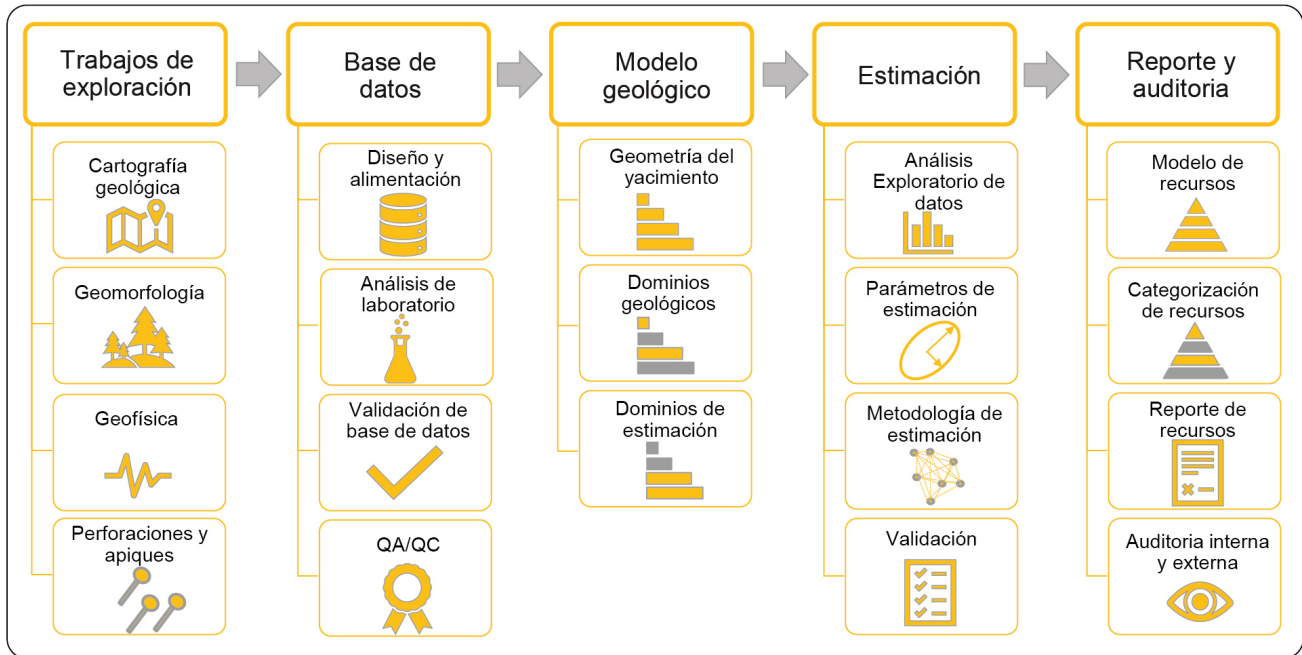 Trabajos de
exploración
Cartografía
geológica
Geomorfología
Geofísica
Perforaciones y
apiques
Base de
datos
Diseño y
alimentación
Análisis de
laboratorio
Validación de
base de datos
QA/QC
Modelo
geológico
Geometría del
yacimiento
Dominios
geológicos
Dominios de
estimación
Estimación
Análisis
Exploratorio de
datos
Parámetros de
estimación
Metodología de
estimación
Validación
Reporte y
auditoria
Modelo de
recursos
Categorización
de recursos
Reporte de
recursos
Auditoria interna
y externa